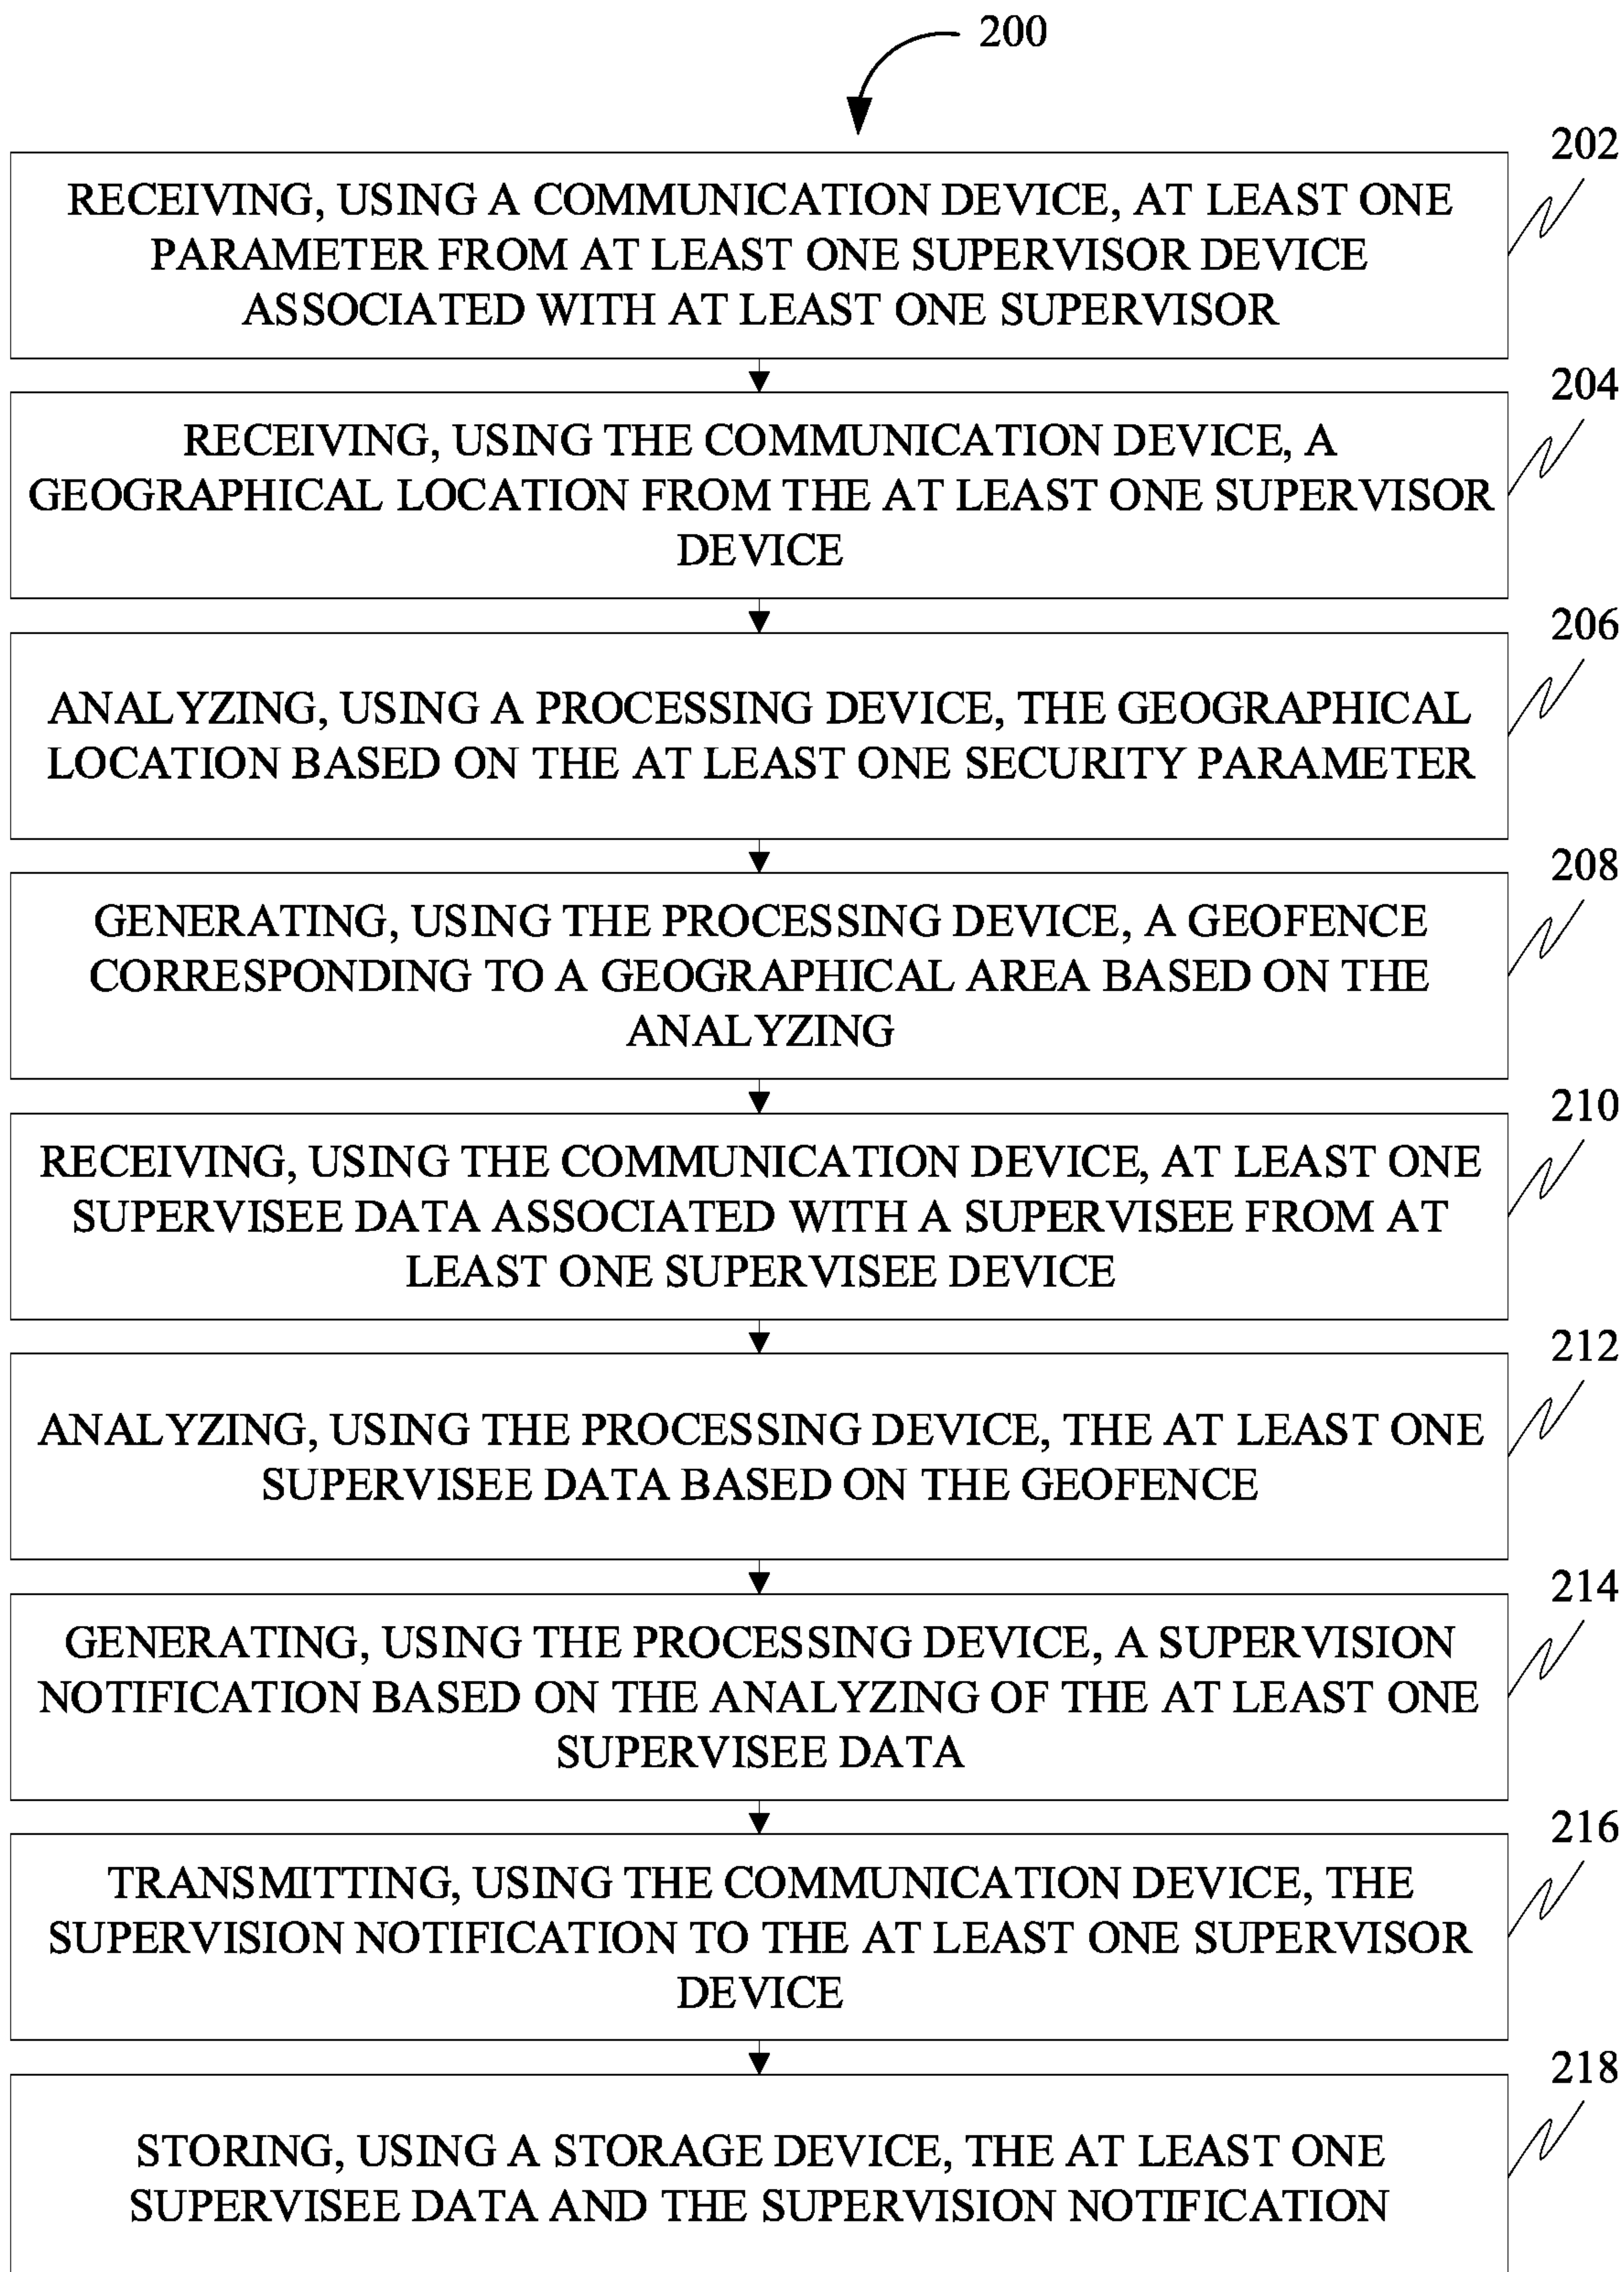 200
202
RECEIVING, USING A COMMUNICATION DEVICE, AT LEAST ONE
PARAMETER FROM AT LEAST ONE SUPERVISOR DEVICE
ASSOCIATED WITH AT LEAST ONE SUPERVISOR
204
RECEIVING, USING THE COMMUNICATION DEVICE, A
GEOGRAPHICAL LOCATION FROM THE AT LEAST ONE SUPERVISOR
DEVICE
206
ANALYZING, USING A PROCESSING DEVICE, THE GEOGRAPHICAL
LOCATION BASED ON THE AT LEAST ONE SECURITY PARAMETER
208
GENERATING, USING THE PROCESSING DEVICE, A GEOFENCE
CORRESPONDING TO A GEOGRAPHICAL AREA BASED ON THE
ANALYZING
210
RECEIVING, USING THE COMMUNICATION DEVICE, AT LEAST ONE
SUPERVISEE DATA ASSOCIATED WITH A SUPERVISEE FROM AT
LEAST ONE SUPERVISEE DEVICE
212
ANALYZING, USING THE PROCESSING DEVICE, THE AT LEAST ONE
SUPERVISEE DATA BASED ON THE GEOFENCE
214
GENERATING, USING THE PROCESSING DEVICE, A SUPERVISION
NOTIFICATION BASED ON THE ANALYZING OF THE AT LEAST ONE
SUPERVISEE DATA
216
TRANSMITTING, USING THE COMMUNICATION DEVICE, THE
SUPERVISION NOTIFICATION TO THE AT LEAST ONE SUPERVISOR
DEVICE
218
STORING, USING A STORAGE DEVICE, THE AT LEAST ONE
SUPERVISEE DATA AND THE SUPERVISION NOTIFICATION